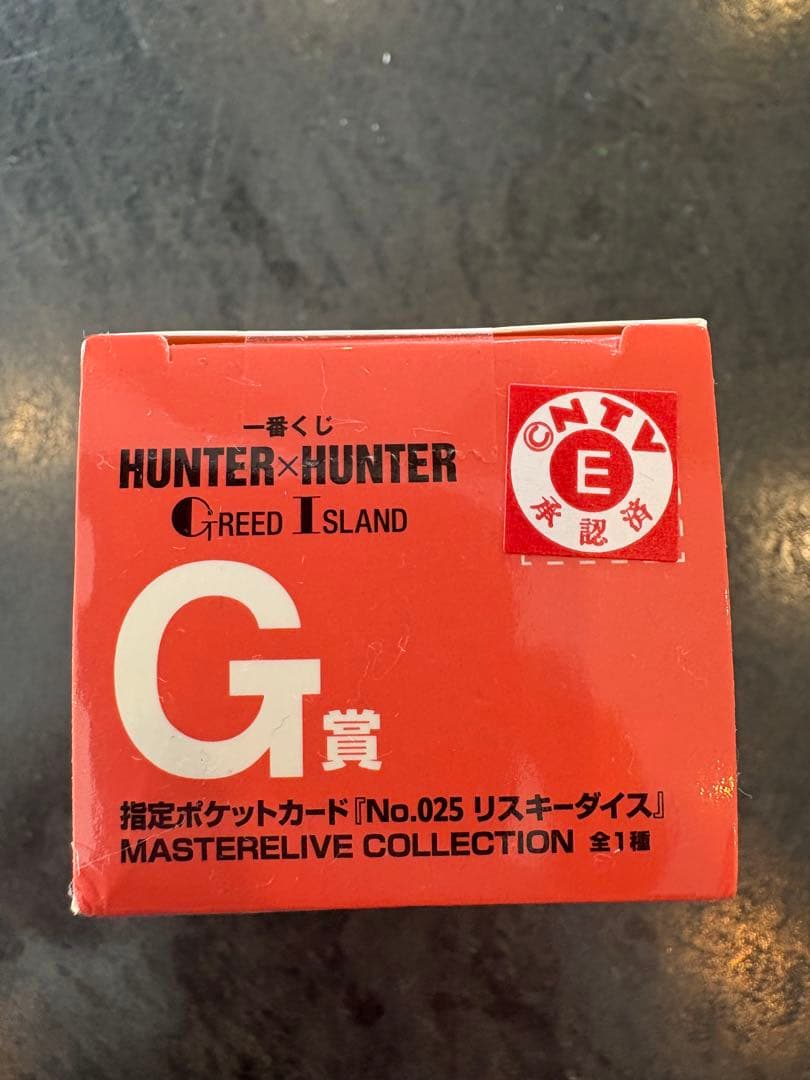 一番くじ
HUNTER×HUNTER
GREED ISLAND
©NTV
E
承認済
G賞
指定ポケットカード『No.025 リスキーダイス』
MASTERELIVE COLLECTION 全1種